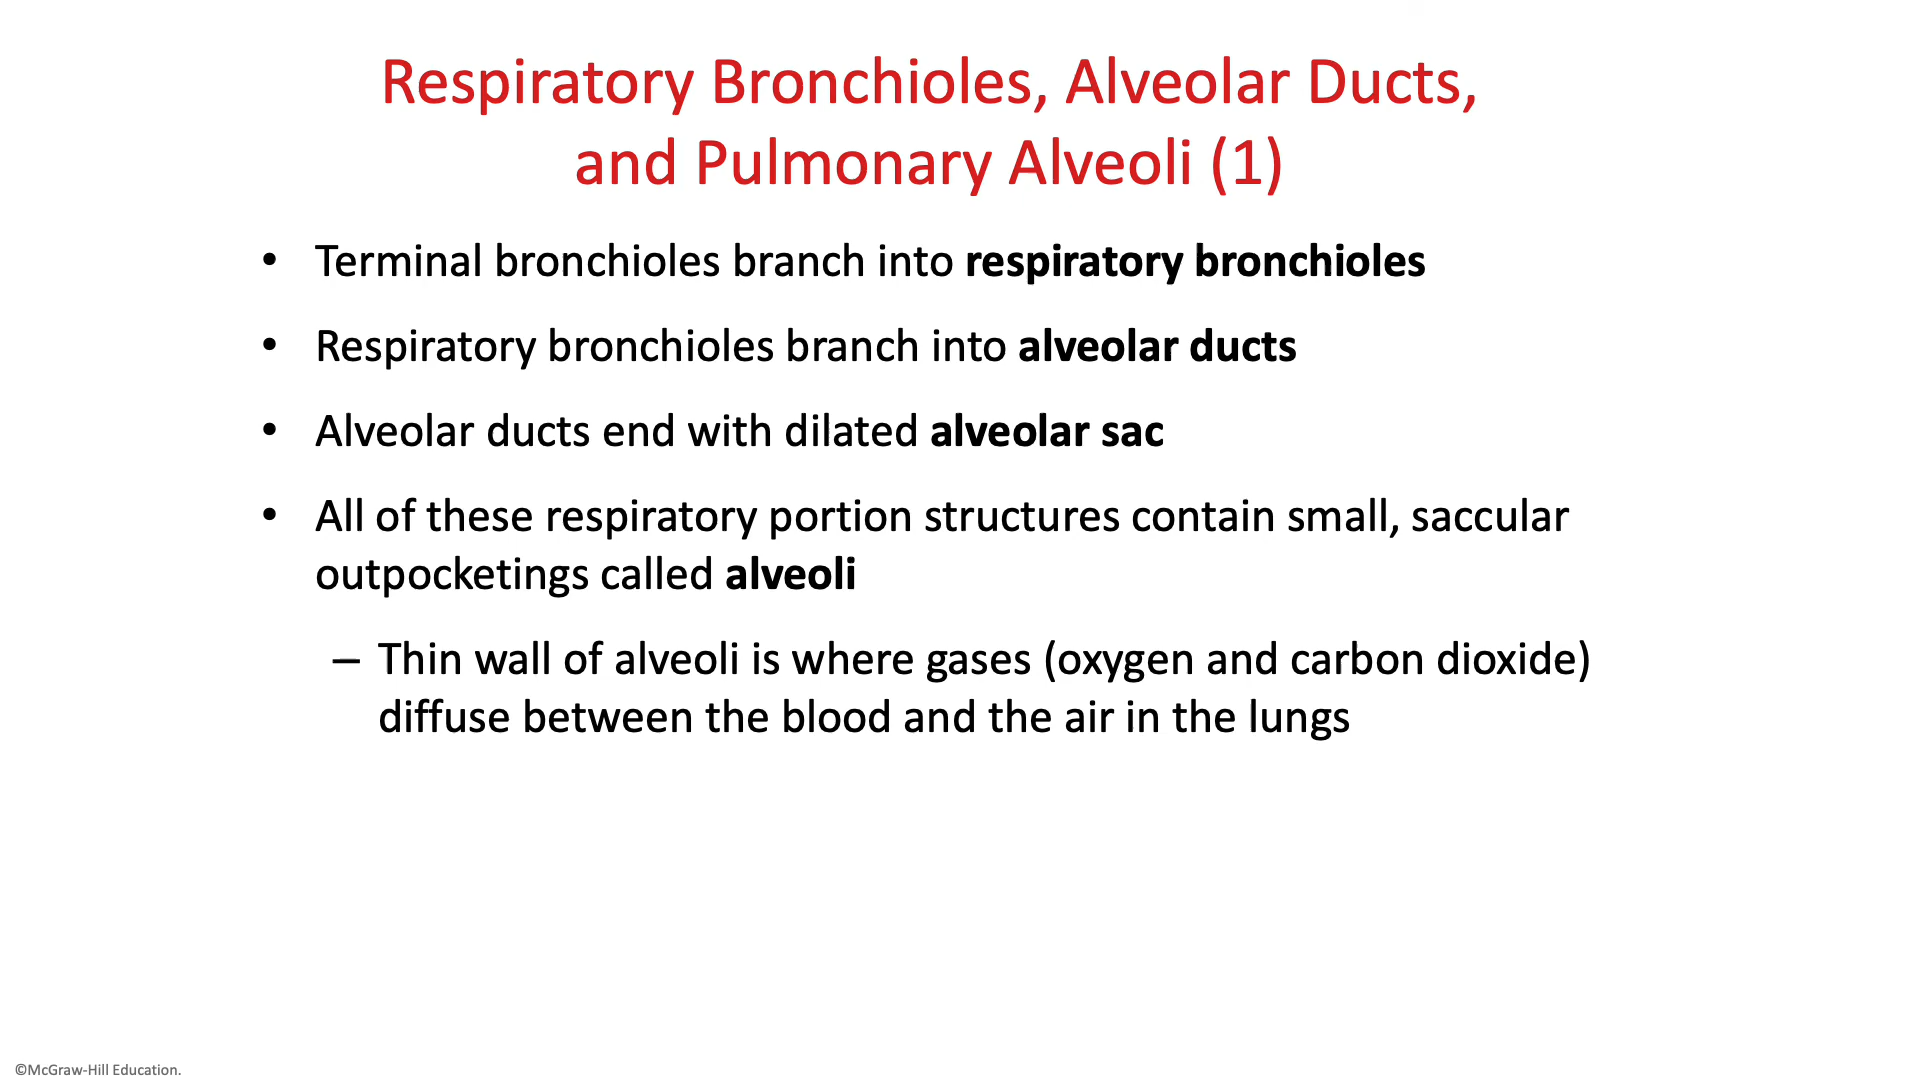 Respiratory Bronchioles, Alveolar Ducts,
and Pulmonary Alveoli (1)
• Terminal bronchioles branch into respiratory bronchioles
• Respiratory bronchioles branch into alveolar ducts
• Alveolar ducts end with dilated alveolar sac
• All of these respiratory portion structures contain small, saccular
outpocketings called alveoli
– Thin wall of alveoli is where gases (oxygen and carbon dioxide)
diffuse between the blood and the air in the lungs
©McGraw-Hill Education.